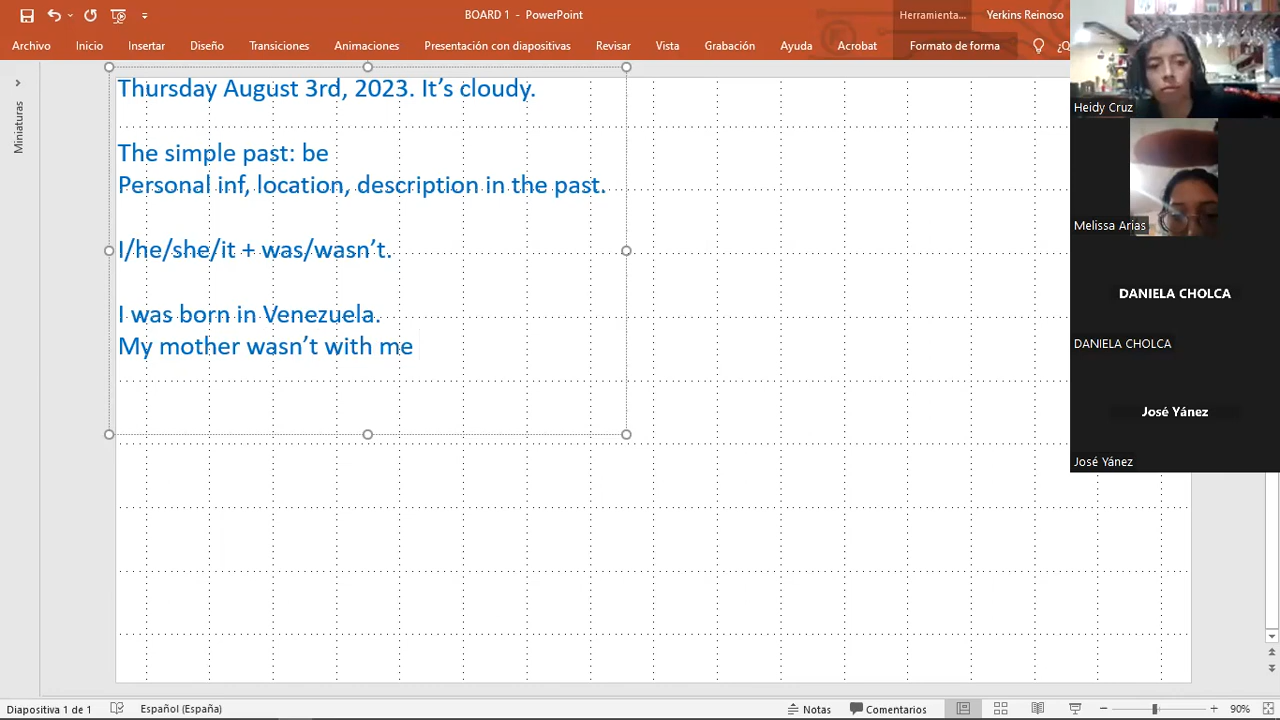 BOARD 1 - PowerPoint
Herramienta...
Yerkins Reinoso
Archivo
Inicio
Insertar
Diseño
Transiciones
Animaciones
Presentación con diapositivas
Revisar
Vista
Grabación
Ayuda
Acrobat
Formato de forma
¿Q
Miniaturas
Thursday August 3rd, 2023. It’s cloudy.
The simple past: be
Personal inf, location, description in the past.
I/he/she/it + was/wasn’t.
I was born in Venezuela.
My mother wasn’t with me
Heidy Cruz
Melissa Arias
DANIELA CHOLCA
DANIELA CHOLCA
José Yánez
José Yánez
Diapositiva 1 de 1
Español (España)
Notas
Comentarios
90%